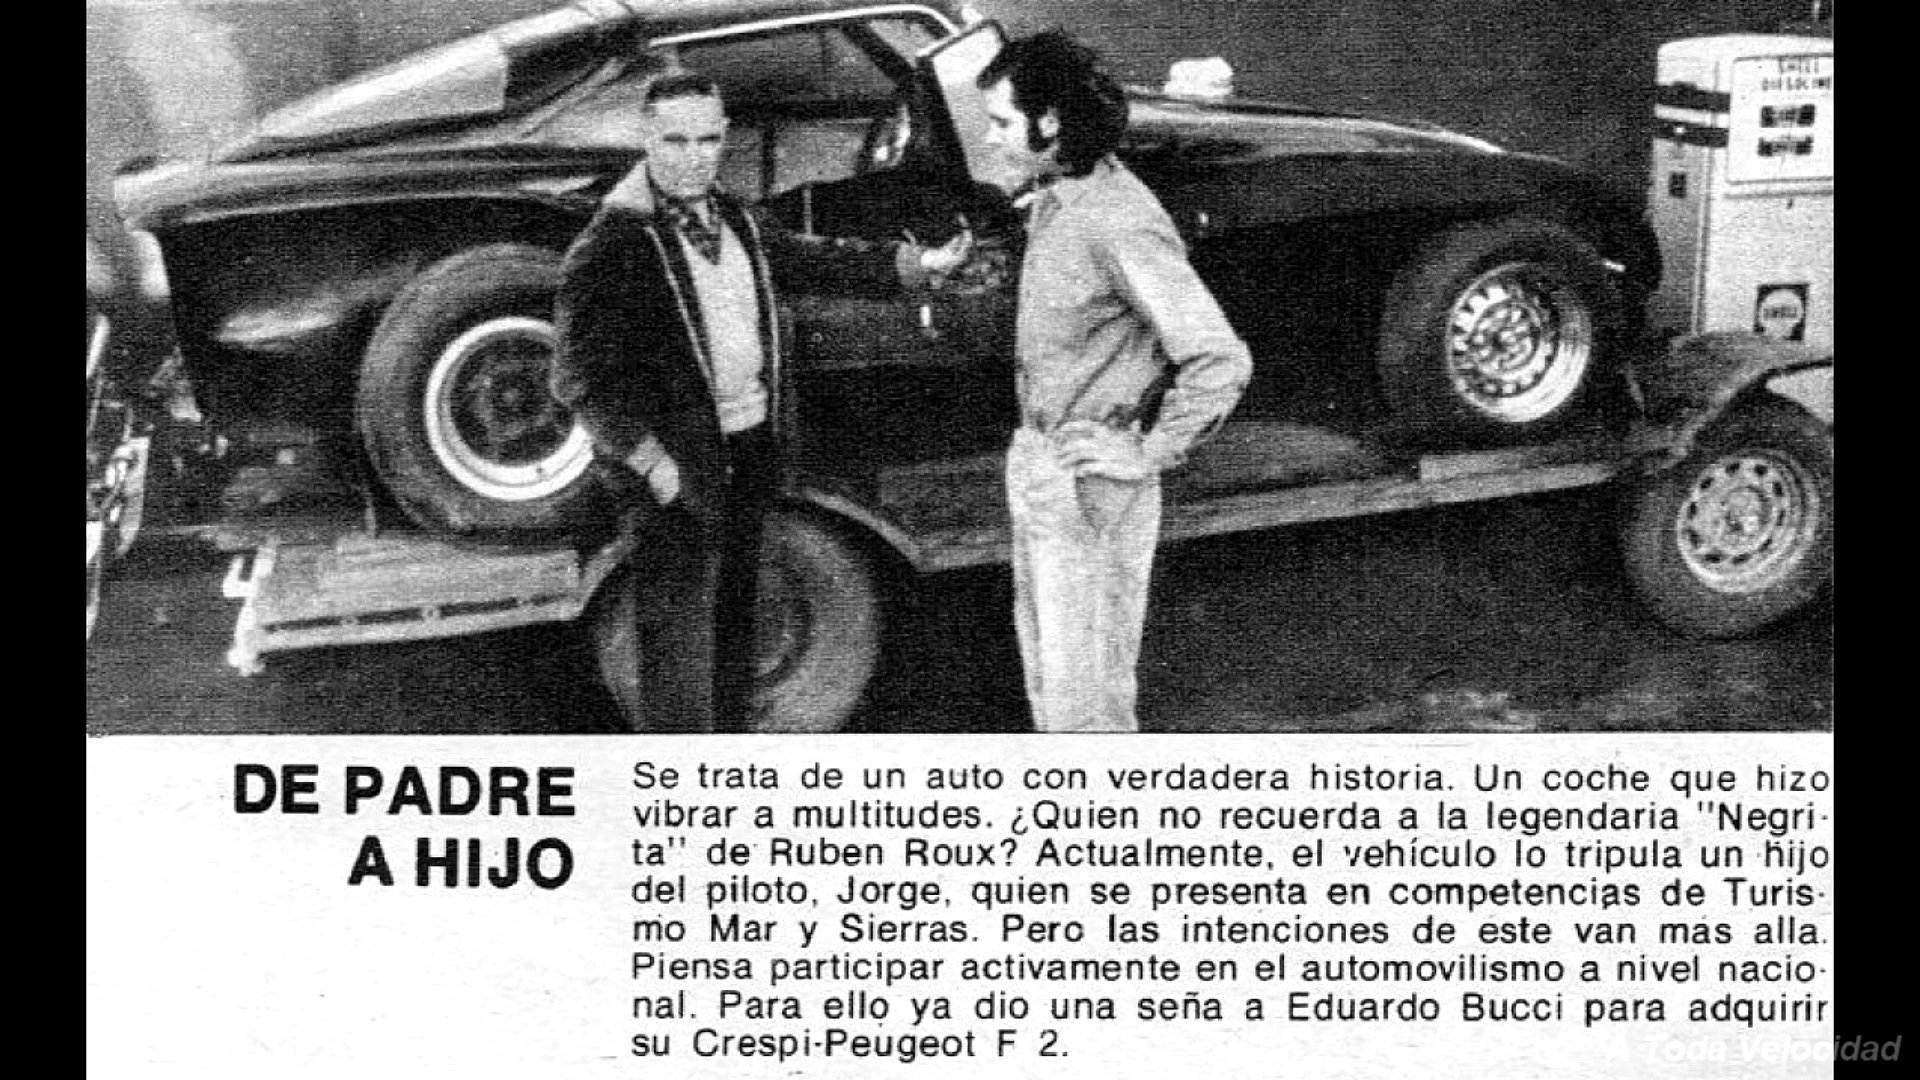 SHELL
SHELL
DE PADRE
A HIJO
Se trata de un auto con verdadera historia. Un coche que hizo
vibrar a multitudes. ¿Quien no recuerda a la legendaria "Negri-
ta" de Ruben Roux? Actualmente, el vehículo lo tripula un hijo
del piloto, Jorge, quien se presenta en competencias de Turis-
mo Mar y Sierras. Pero las intenciones de este van mas alla.
Piensa participar activamente en el automovilismo a nivel nacio-
nal. Para ello ya dio una seña a Eduardo Bucci para adquirir
su Crespi-Peugeot F 2.
A Toda Velocidad